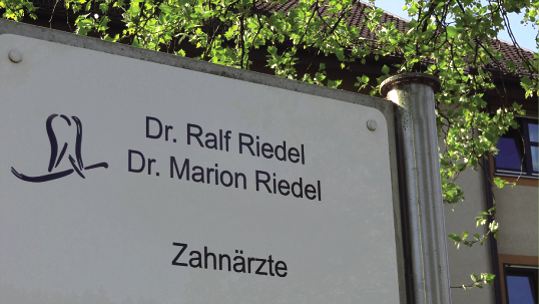 Dr. Ralf Riedel
Dr. Marion Riedel
Zahnärzte